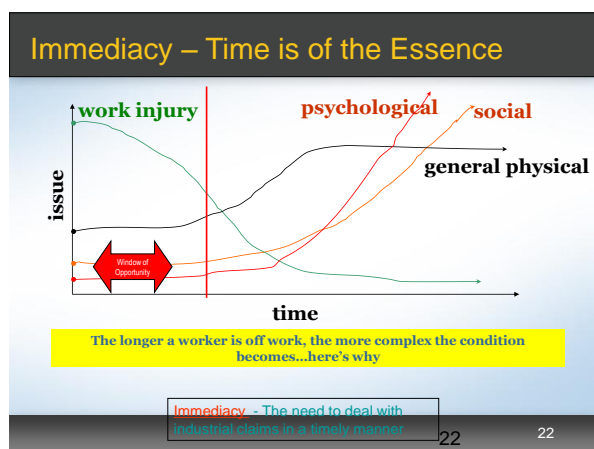 Immediacy – Time is of the Essence
work injury
psychological
social
general physical
issue
Window of
Opportunity
time
The longer a worker is off work, the more complex the condition
becomes...here's why
Immediacy - The need to deal with
industrial claims in a timely manner
22
22